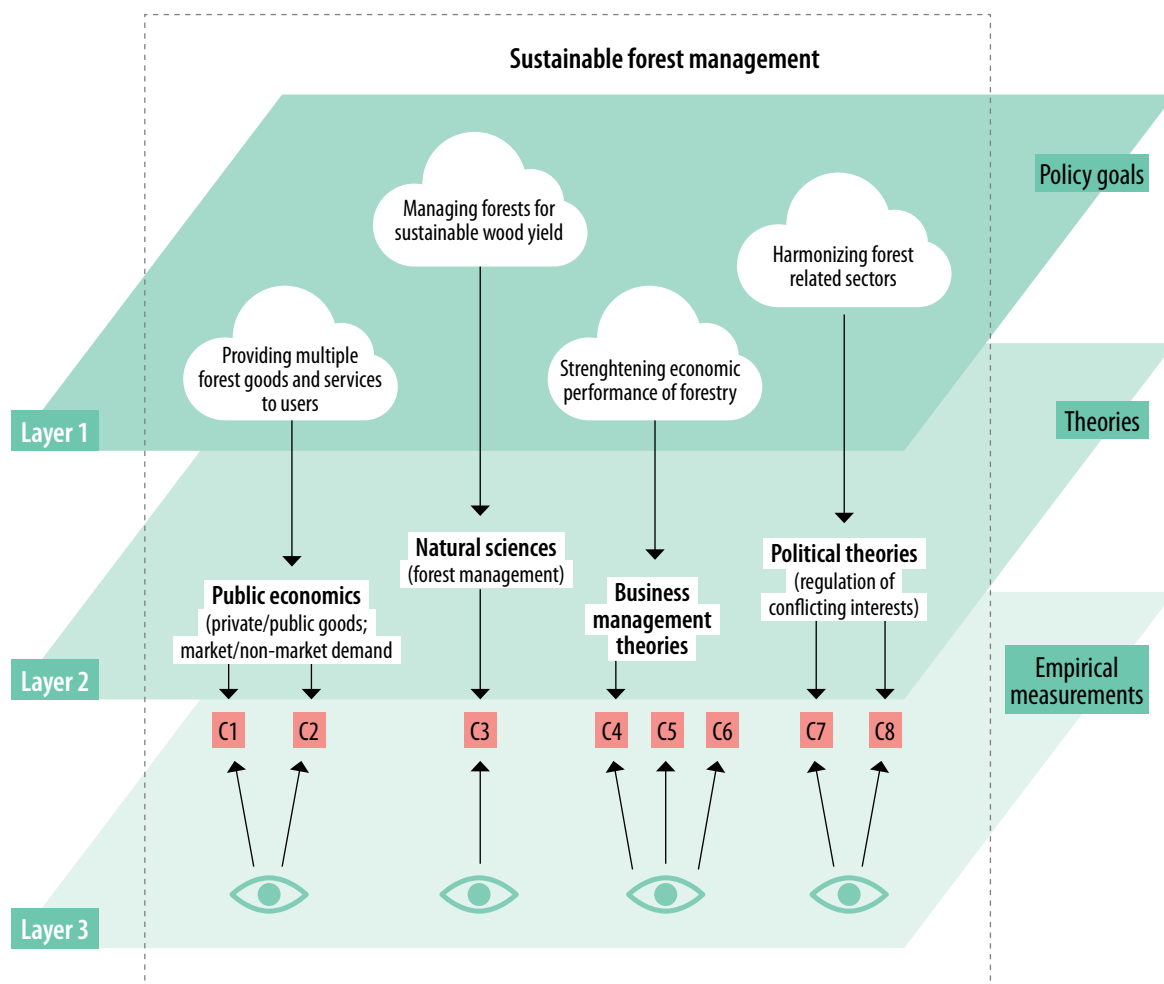 Sustainable forest management
Policy goals
Managing forests for
sustainable wood yield
Harmonizing forest
related sectors
Providing multiple
forest goods and services
to users
Strenghtening economic
performance of forestry
Layer 1
Theories
Natural sciences
(forest management)
Political theories
(regulation of
conflicting interests)
Public economics
(private/public goods;
market/non-market demand
Business
management
theories
Layer 2
Empirical
measurements
C1
C2
C3
C4
C5
C6
C7
C8
Layer 3